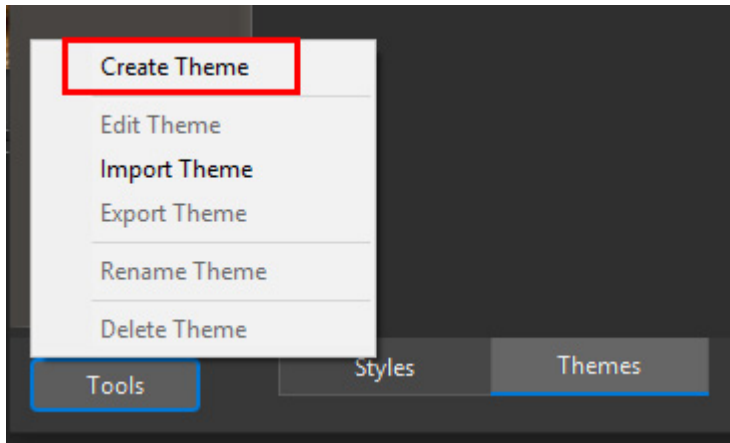 Create Theme
Edit Theme
Import Theme
Export Theme
Rename Theme
Delete Theme
Tools
Styles
Themes